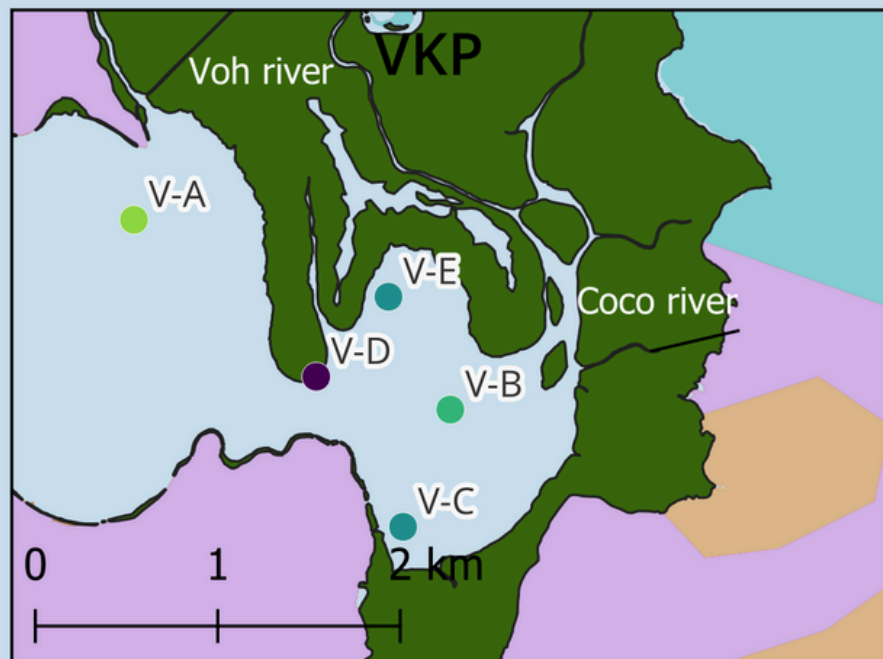 VKP
Voh river
V-A
V-E
Coco river
V-D
V-B
V-C
0 1 2 km